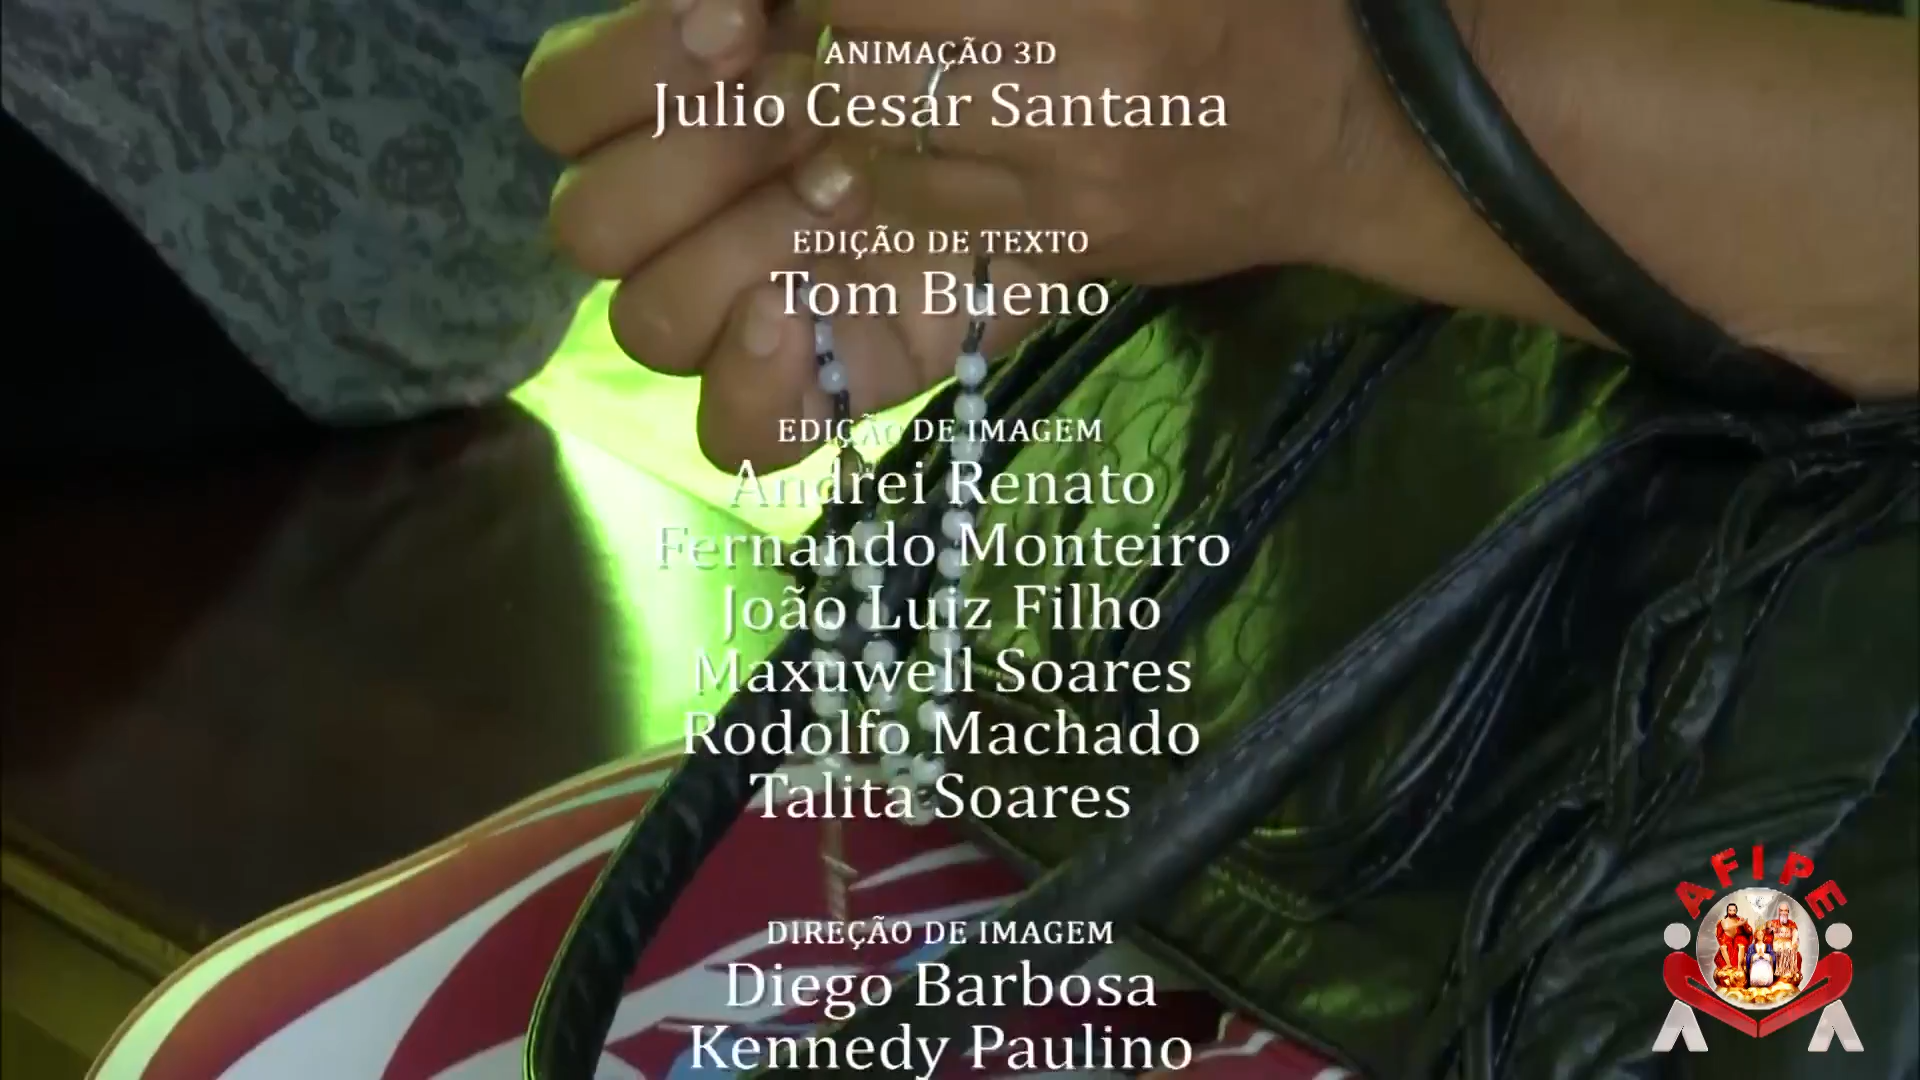 ANIMAÇÃO 3D
Julio Cesar Santana
EDIÇÃO DE TEXTO
Tom Bueno
EDIÇÃO DE IMAGEM
Andrei Renato
Fernando Monteiro
João Luiz Filho
Maxuwell Soares
Rodolfo Machado
Talita Soares
DIREÇÃO DE IMAGEM
Diego Barbosa
Kennedy Paulino
AFIPE